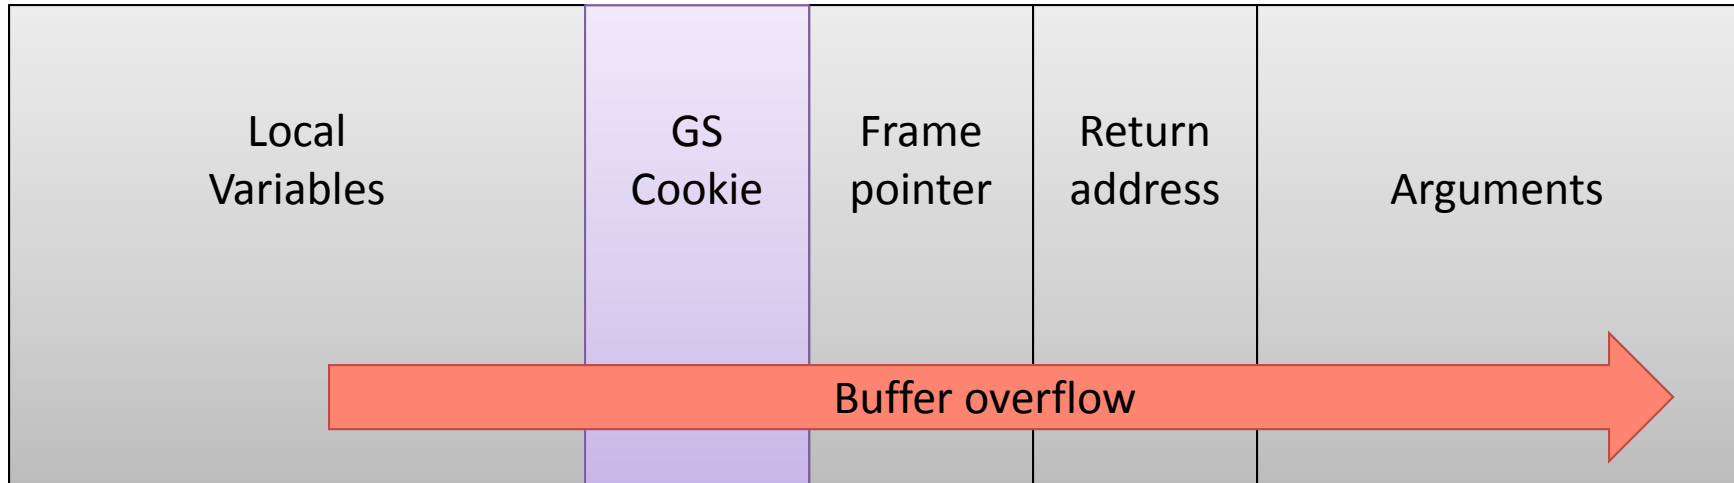 Local
Variables
GS
Cookie
Frame
pointer
Return
address
Arguments
Buffer overflow